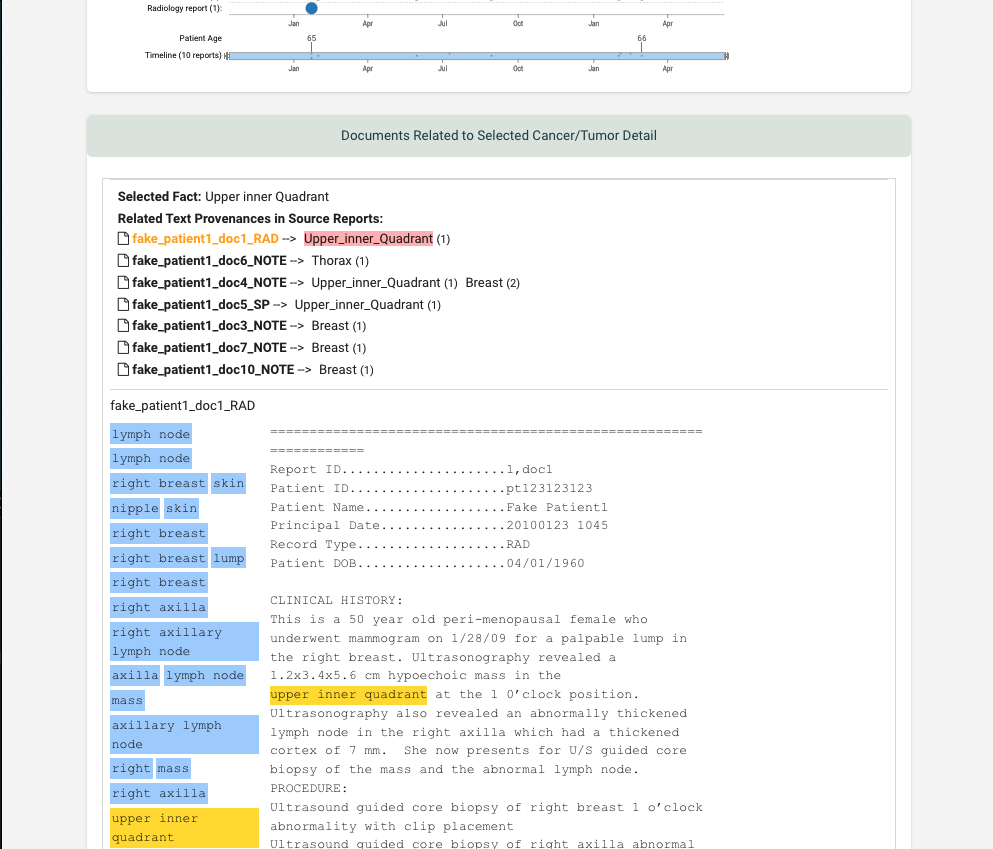 Radiology report (1):
Jan Apr Jul Oct Jan Apr
Patient Age 65 66
Timeline (10 reports)
Jan Apr Jul Oct Jan Apr
Documents Related to Selected Cancer/Tumor Detail
Selected Fact: Upper inner Quadrant
Related Text Provenances in Source Reports:
fake_patient1_doc1_RAD --> Upper_inner_Quadrant (1)
fake_patient1_doc6_NOTE --> Thorax (1)
fake_patient1_doc4_NOTE --> Upper_inner_Quadrant (1) Breast (2)
fake_patient1_doc5_SP --> Upper_inner_Quadrant (1)
fake_patient1_doc3_NOTE --> Breast (1)
fake_patient1_doc7_NOTE --> Breast (1)
fake_patient1_doc10_NOTE --> Breast (1)
fake_patient1_doc1_RAD
lymph node
lymph node
right breast skin
nipple skin
right breast
right breast lump
right breast
right axilla
right axillary
lymph node
axilla lymph node
mass
axillary lymph
node
right mass
right axilla
upper inner
quadrant
=======================================================
============
Report ID.....................1,doc1
Patient ID....................pt123123123
Patient Name..................Fake Patient1
Principal Date................20100123 1045
Record Type...................RAD
Patient DOB...................04/01/1960
CLINICAL HISTORY:
This is a 50 year old peri-menopausal female who
underwent mammogram on 1/28/09 for a palpable lump in
the right breast. Ultrasonography revealed a
1.2x3.4x5.6 cm hypoechoic mass in the
upper inner quadrant at the 1 0’clock position.
Ultrasonography also revealed an abnormally thickened
lymph node in the right axilla which had a thickened
cortex of 7 mm.  She now presents for U/S guided core
biopsy of the mass and the abnormal lymph node.
PROCEDURE:
Ultrasound guided core biopsy of right breast 1 o’clock
abnormality with clip placement
Ultrasound guided core biopsy of right axilla abnormal